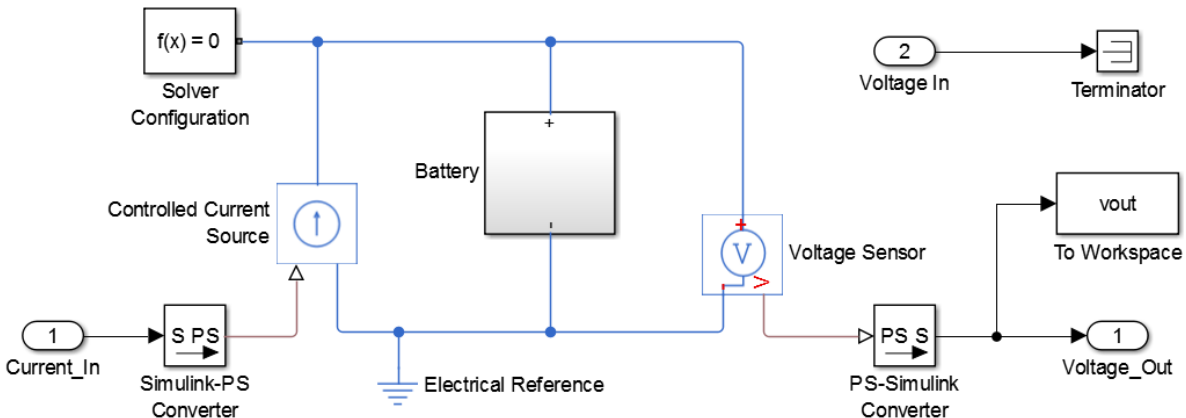 f(x) = 0
Solver
Configuration
2
Voltage In
Terminator
+
Battery
-
Controlled Current
Source
+
V
-
V
Voltage Sensor
vout
To Workspace
1
Current_In
S PS
Simulink-PS
Converter
Electrical Reference
PS S
PS-Simulink
Converter
1
Voltage_Out